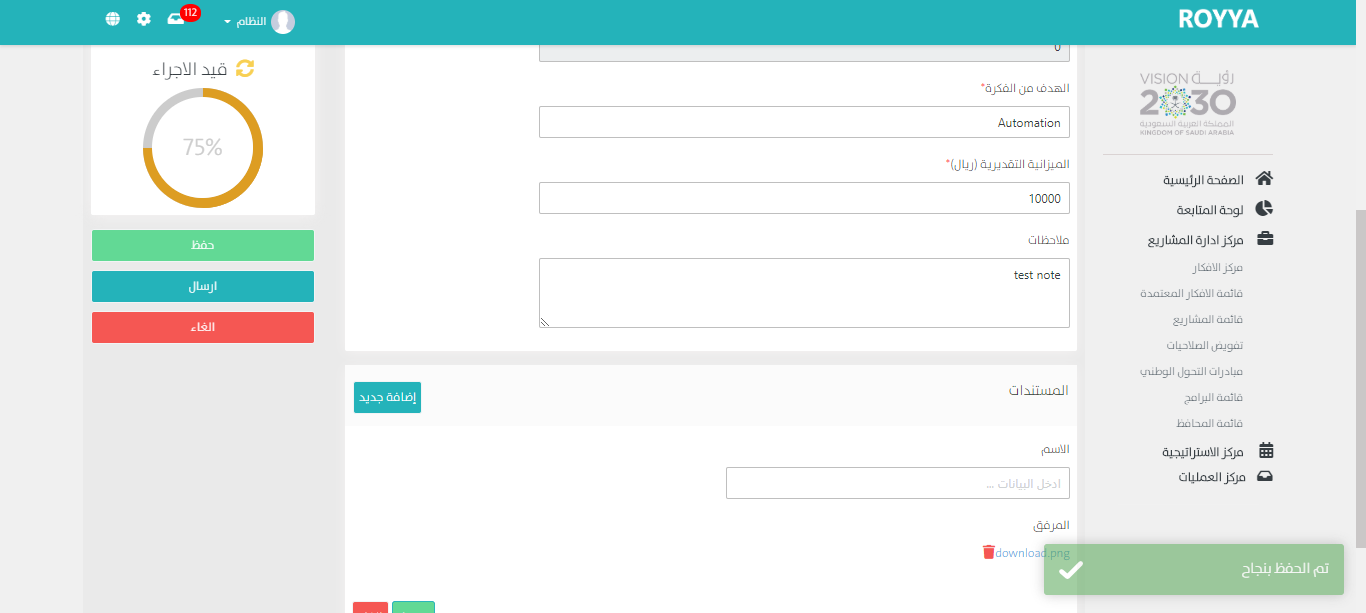 ROYYA
النظام
112
VISION رؤيــة
2030
المملكة العربية السعودية
KINGDOM OF SAUDI ARABIA
الصفحة الرئيسية
لوحة المتابعة
مركز ادارة المشاريع
مركز الافكار
قائمة الافكار المعتمدة
قائمة المشاريع
تفويض الصلاحيات
مبادرات التحول الوطني
قائمة البرامج
قائمة المحافظ
مركز الاستراتيجية
مركز العمليات
0
الهدف من الفكرة*
Automation
الميزانية التقديرية (ريال)*
10000
ملاحظات
test note
المستندات
إضافة جديد
الاسم
ادخل البيانات ...
المرفق
download.png
قيد الاجراء
75%
حفظ
ارسال
الغاء
تم الحفظ بنجاح